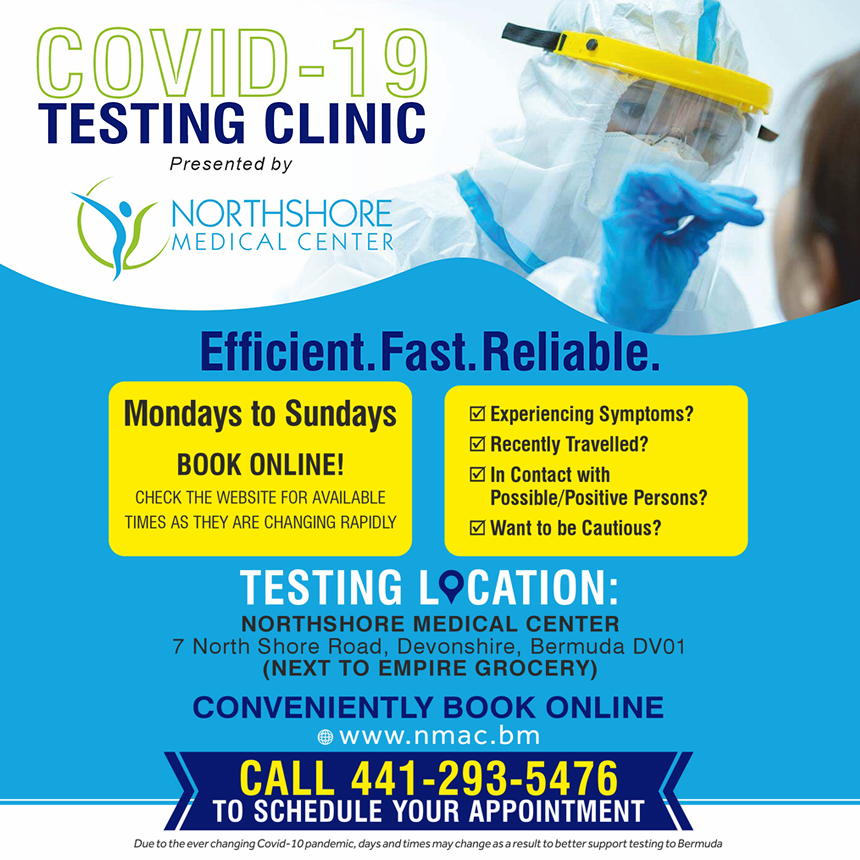 COVID-19
TESTING CLINIC
Presented by
NORTHSHORE
MEDICAL CENTER
Efficient. Fast. Reliable.
Mondays to Sundays
BOOK ONLINE!
CHECK THE WEBSITE FOR AVAILABLE
TIMES AS THEY ARE CHANGING RAPIDLY
Experiencing Symptoms?
Recently Travelled?
In Contact with
Possible/Positive Persons?
Want to be Cautious?
TESTING LOCATION:
NORTHSHORE MEDICAL CENTER
7 North Shore Road, Devonshire, Bermuda DV01
(NEXT TO EMPIRE GROCERY)
CONVENIENTLY BOOK ONLINE
www.nmac.bm
CALL 441-293-5476
TO SCHEDULE YOUR APPOINTMENT
Due to the ever changing Covid-10 pandemic, days and times may change as a result to better support testing to Bermuda